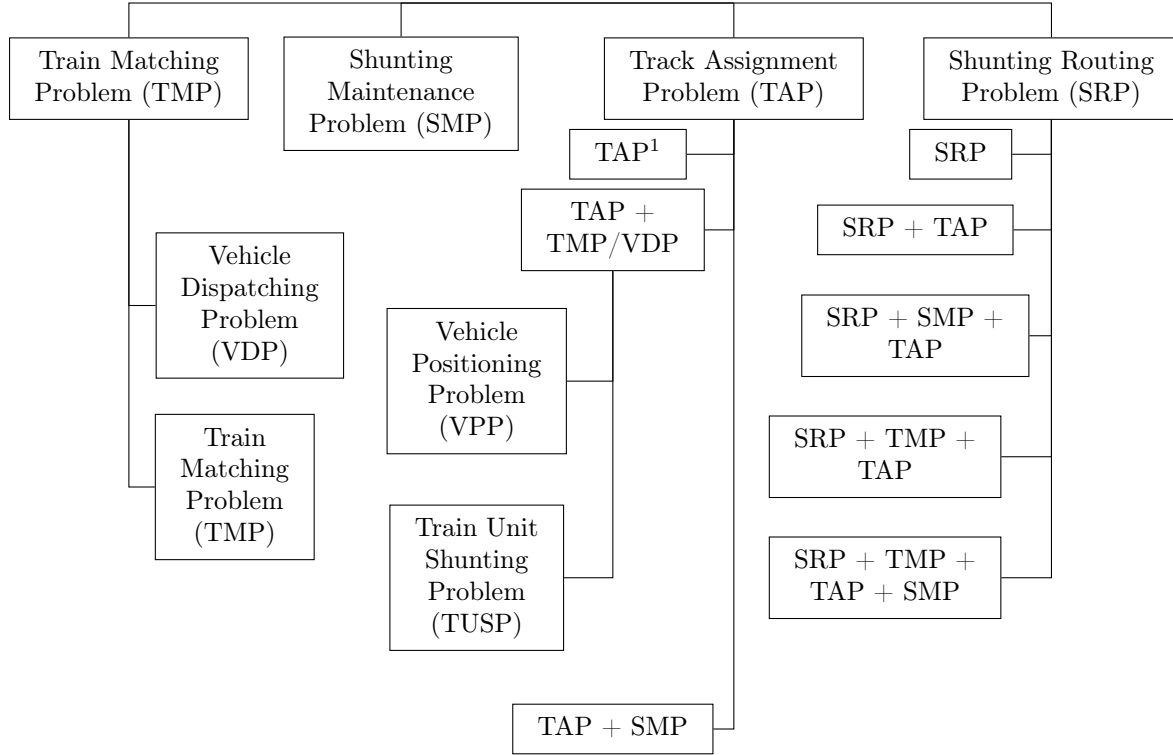 Train Matching
Problem (TMP)
Shunting
Maintenance
Problem (SMP)
Track Assignment
Problem (TAP)
Shunting Routing
Problem (SRP)
TAP¹
SRP
TAP +
TMP/VDP
SRP + TAP
Vehicle
Dispatching
Problem
(VDP)
Vehicle
Positioning
Problem
(VPP)
SRP + SMP +
TAP
Train
Matching
Problem
(TMP)
SRP + TMP +
TAP
Train Unit
Shunting
Problem
(TUSP)
SRP + TMP +
TAP + SMP
TAP + SMP